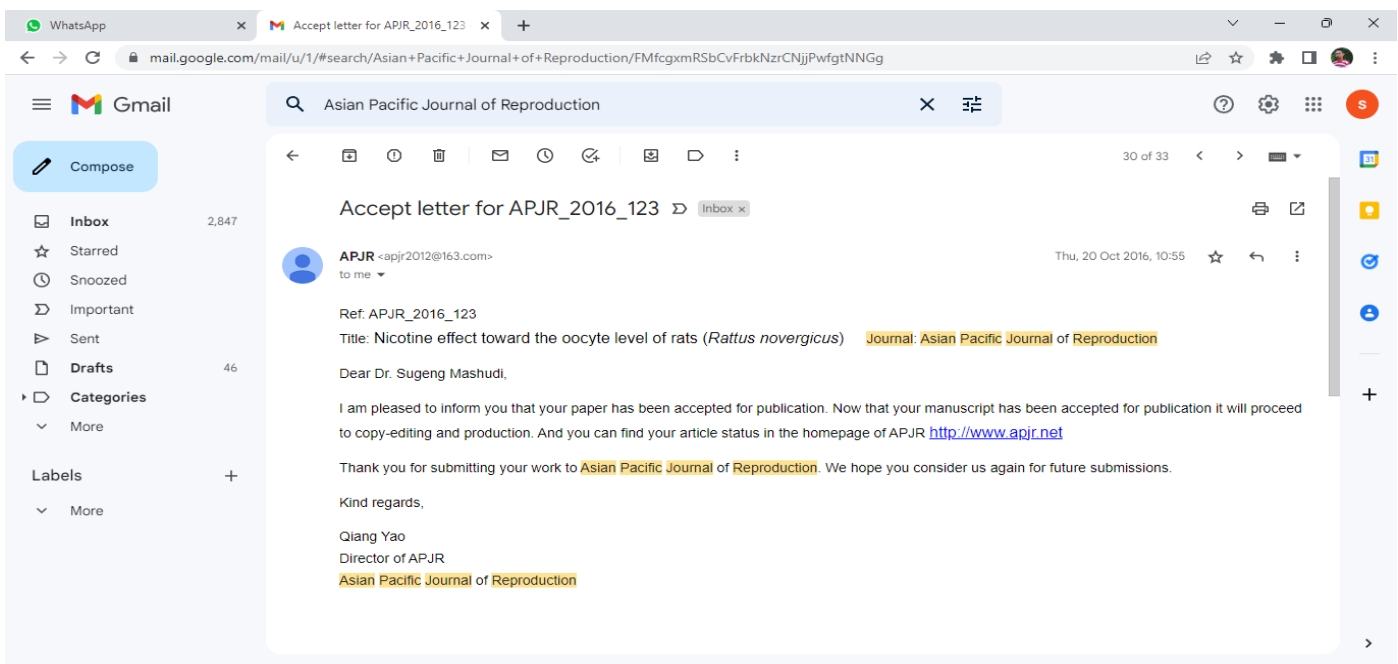 WhatsApp
Accept letter for APJR_2016_123
mail.google.com/mail/u/1/#search/Asian+Pacific+Journal+of+Reproduction/FMfcgxmRSbCvFrbkNzrCNjjPwfgtNNGg
Gmail
Asian Pacific Journal of Reproduction
S
Compose
30 of 33
31
Inbox 2,847
Starred
Snoozed
Important
Sent
Drafts 46
Categories
More
Labels
More
Accept letter for APJR_2016_123 Inbox x
APJR <apjr2012@163.com> Thu, 20 Oct 2016, 10:55
to me
Ref: APJR_2016_123
Title: Nicotine effect toward the oocyte level of rats (Rattus novergicus) Journal: Asian Pacific Journal of Reproduction
Dear Dr. Sugeng Mashudi,
I am pleased to inform you that your paper has been accepted for publication. Now that your manuscript has been accepted for publication it will proceed
to copy-editing and production. And you can find your article status in the homepage of APJR http://www.apjr.net
Thank you for submitting your work to Asian Pacific Journal of Reproduction. We hope you consider us again for future submissions.
Kind regards,
Qiang Yao
Director of APJR
Asian Pacific Journal of Reproduction